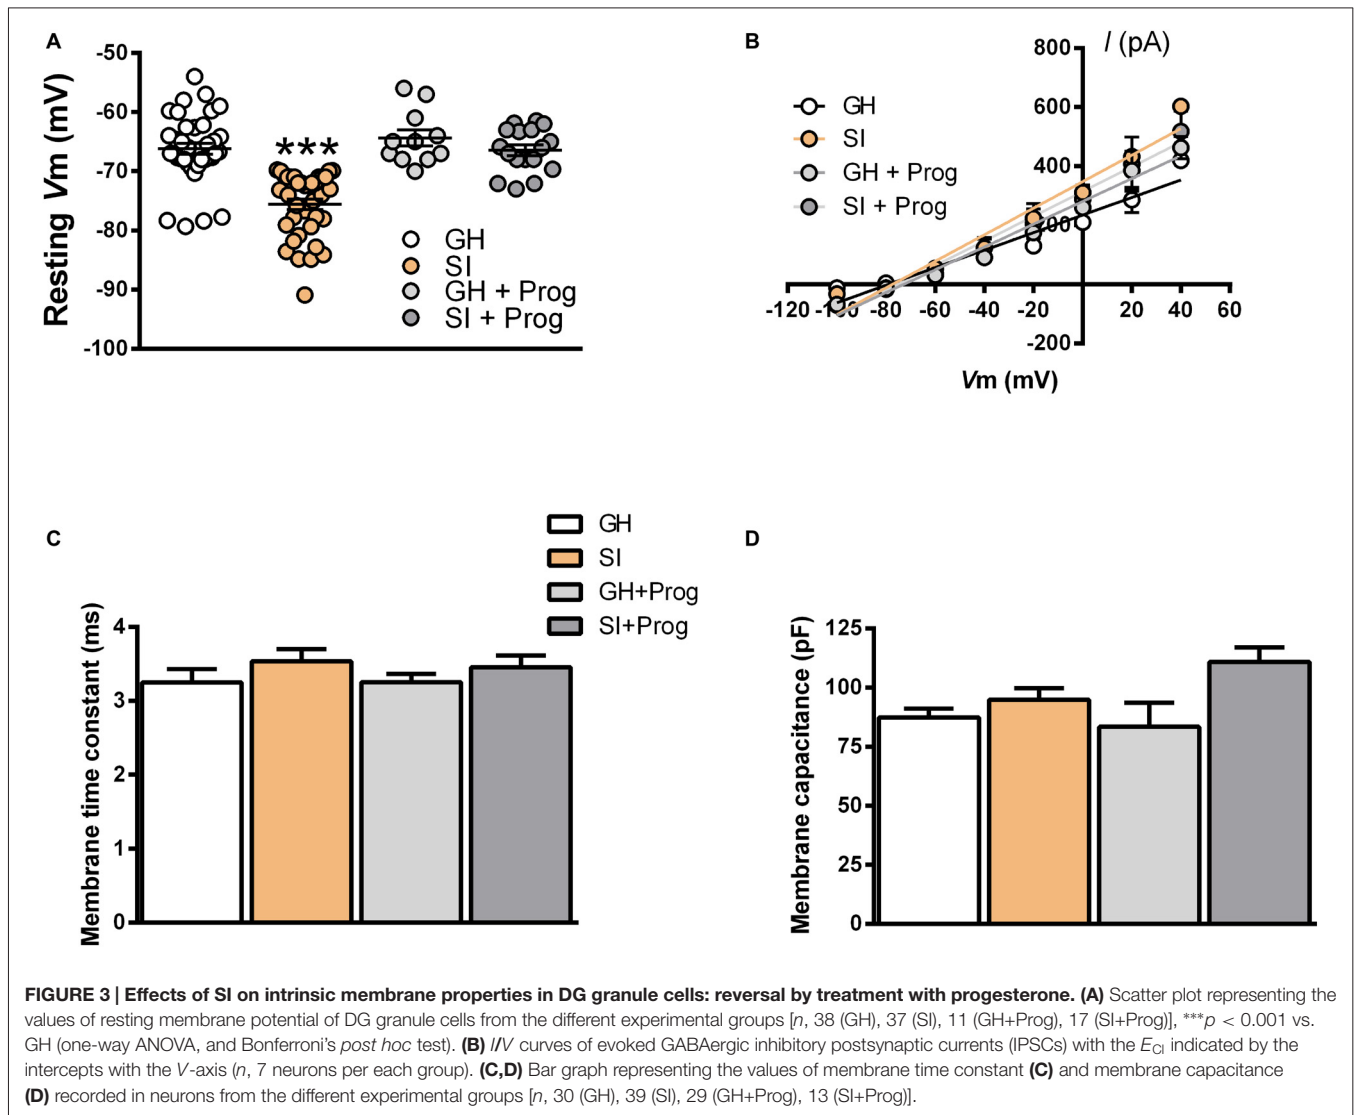 A
-50
-60
-70
-80
-90
-100
Resting Vm (mV)
***
GH
SI
GH + Prog
SI + Prog
B
I (pA)
800
600
400
-200
GH
SI
GH + Prog
SI + Prog
-120
-80
-60
-40
-20
20
40
60
Vm (mV)
C
GH
SI
GH+Prog
SI+Prog
4
3
2
1
0
Membrane time constant (ms)
D
125
100
75
50
25
0
Membrane capacitance (pF)
FIGURE 3 | Effects of SI on intrinsic membrane properties in DG granule cells: reversal by treatment with progesterone. (A) Scatter plot representing the
values of resting membrane potential of DG granule cells from the different experimental groups [n, 38 (GH), 37 (SI), 11 (GH+Prog), 17 (SI+Prog)], ***p < 0.001 vs.
GH (one-way ANOVA, and Bonferroni's post hoc test). (B) I/V curves of evoked GABAergic inhibitory postsynaptic currents (IPSCs) with the ECl indicated by the
intercepts with the V-axis (n, 7 neurons per each group). (C,D) Bar graph representing the values of membrane time constant (C) and membrane capacitance
(D) recorded in neurons from the different experimental groups [n, 30 (GH), 39 (SI), 29 (GH+Prog), 13 (SI+Prog)].